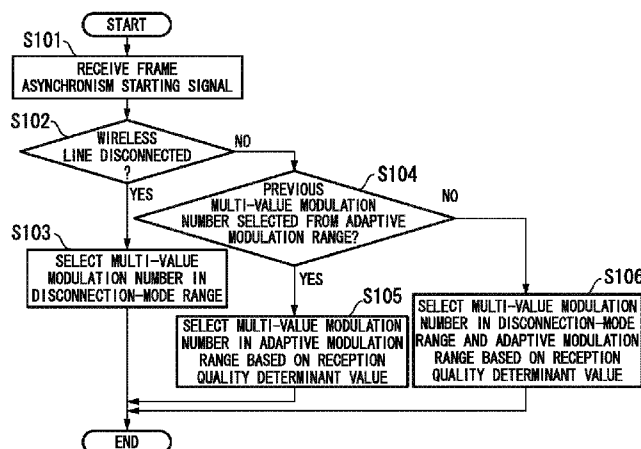 START
S101
RECEIVE FRAME
ASYNCHRONISM STARTING SIGNAL
S102
WIRELESS
LINE DISCONNECTED
?
NO
YES
S104
PREVIOUS
MULTI-VALUE MODULATION
NUMBER SELECTED FROM ADAPTIVE
MODULATION RANGE?
NO
YES
S103
SELECT MULTI-VALUE
MODULATION NUMBER IN
DISCONNECTION-MODE RANGE
S105
SELECT MULTI-VALUE MODULATION
NUMBER IN ADAPTIVE MODULATION
RANGE BASED ON RECEPTION
QUALITY DETERMINANT VALUE
S106
SELECT MULTI-VALUE MODULATION
NUMBER IN DISCONNECTION-MODE
RANGE AND ADAPTIVE MODULATION
RANGE BASED ON RECEPTION
QUALITY DETERMINANT VALUE
END